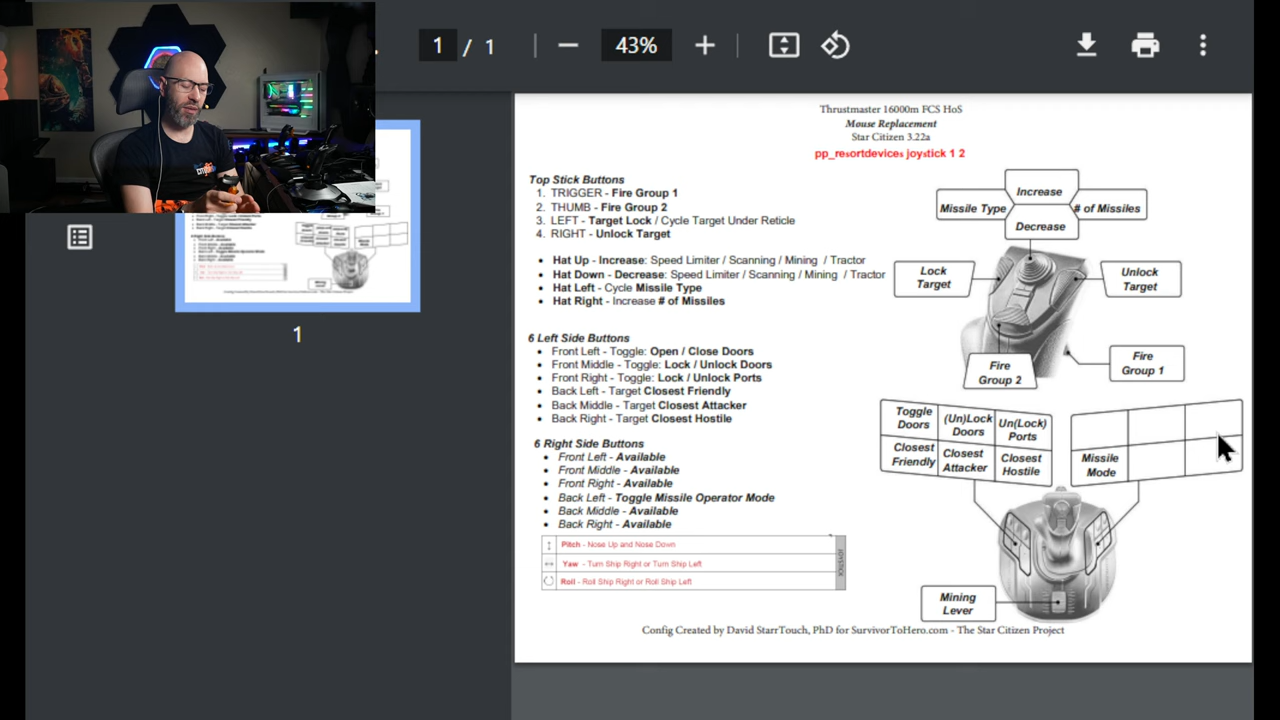 1 / 1
43%
Thrustmaster 16000m FCS HoS
Mouse Replacement
Star Citizen 3.22a
pp_resortdevices joystick 1 2
Top Stick Buttons
1. TRIGGER - Fire Group 1
2. THUMB - Fire Group 2
3. LEFT - Target Lock / Cycle Target Under Reticle
4. RIGHT - Unlock Target
• Hat Up - Increase: Speed Limiter / Scanning / Mining / Tractor
• Hat Down - Decrease: Speed Limiter / Scanning / Mining / Tractor
• Hat Left - Cycle Missile Type
• Hat Right - Increase # of Missiles
6 Left Side Buttons
• Front Left - Toggle: Open / Close Doors
• Front Middle - Toggle: Lock / Unlock Doors
• Front Right - Toggle: Lock / Unlock Ports
• Back Left - Target Closest Friendly
• Back Middle - Target Closest Attacker
• Back Right - Target Closest Hostile
6 Right Side Buttons
• Front Left - Available
• Front Middle - Available
• Front Right - Available
• Back Left - Toggle Missile Operator Mode
• Back Middle - Available
• Back Right - Available
Pitch - Nose Up and Nose Down
Yaw - Turn Ship Right or Turn Ship Left
Roll - Roll Ship Right or Roll Ship Left
JOYSTICK
Increase
Missile Type
# of Missiles
Decrease
Lock
Target
Unlock
Target
Fire
Group 2
Fire
Group 1
Toggle
Doors
(Un)Lock
Doors
Un(Lock)
Ports
Closest
Friendly
Closest
Attacker
Closest
Hostile
Missile
Mode
Mining
Lever
Config Created by David StarrTouch, PhD for SurvivorToHero.com - The Star Citizen Project
1